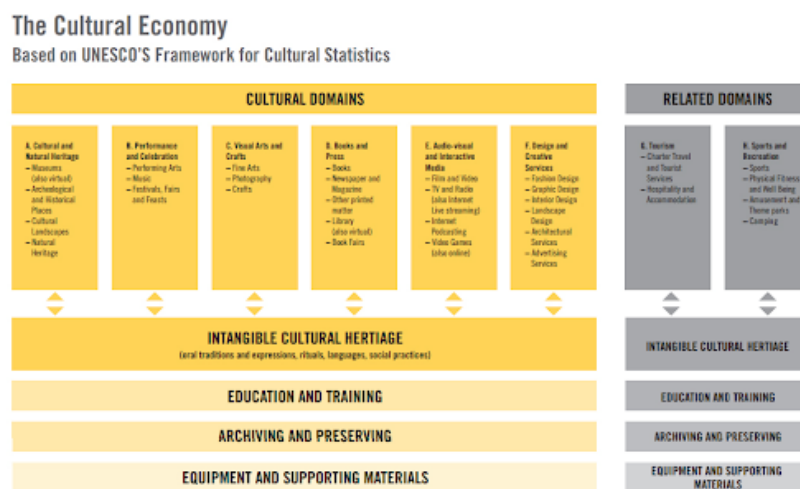 The Cultural Economy
Based on UNESCO'S Framework for Cultural Statistics
CULTURAL DOMAINS
RELATED DOMAINS
A. Cultural and
Natural Heritage
– Museums
(also virtual)
– Archeological
and Historical
Places
– Cultural
Landscapes
– Natural
Heritage
B. Performance
and Celebration
– Performing Arts
– Music
– Festivals, Fairs
and Feasts
C. Visual Arts and
Crafts
– Fine Arts
– Photography
– Crafts
D. Books and
Press
– Books
– Newspaper and
Magazine
– Other printed
matter
– Library
(also virtual)
– Book Fairs
E. Audio-visual
and Interactive
Media
– Film and Video
– TV and Radio
(also Internet
Live streaming)
– Internet
Podcasting
– Video Games
(also online)
F. Design and
Creative
Services
– Fashion Design
– Graphic Design
– Interior Design
– Landscape
Design
– Architectural
Services
– Advertising
Services
G. Tourism
– Charter Travel
and Tourist
Services
– Hospitality and
Accommodation
H. Sports and
Recreation
– Sports
– Physical Fitness
and Well Being
– Amusement and
Theme parks
– Camping
INTANGIBLE CULTURAL HERTIAGE
(oral traditions and expressions, rituals, languages, social practices)
INTANGIBLE CULTURAL HERTIAGE
EDUCATION AND TRAINING
EDUCATION AND TRAINING
ARCHIVING AND PRESERVING
ARCHIVING AND PRESERVING
EQUIPMENT AND SUPPORTING MATERIALS
EQUIPMENT AND SUPPORTING
MATERIALS